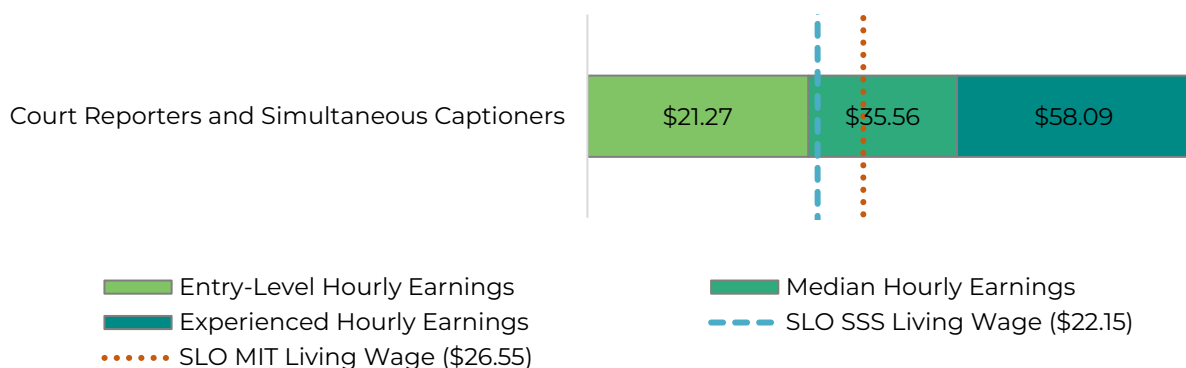 Court Reporters and Simultaneous Captioners $21.27 $35.56 $58.09
Entry-Level Hourly Earnings Median Hourly Earnings
Experienced Hourly Earnings SLO SSS Living Wage ($22.15)
SLO MIT Living Wage ($26.55)